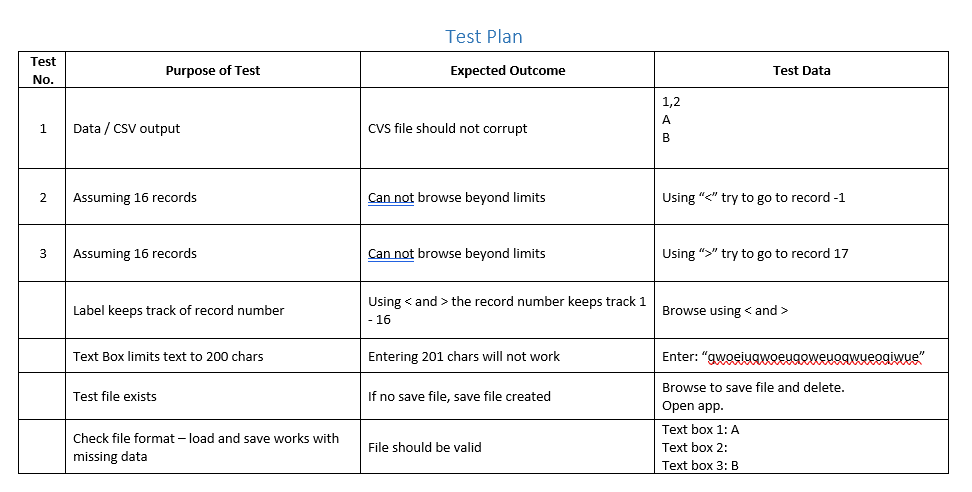 Test Plan
Test
No.
Purpose of Test
Expected Outcome
Test Data
1
Data / CSV output
CVS file should not corrupt
1,2
A
B
2
Assuming 16 records
Can not browse beyond limits
Using “<” try to go to record -1
3
Assuming 16 records
Can not browse beyond limits
Using “>” try to go to record 17
Label keeps track of record number
Using < and > the record number keeps track 1
- 16
Browse using < and >
Text Box limits text to 200 chars
Entering 201 chars will not work
Enter: “qwoeiuqwoeuqoweuoqwueoqiwue”
Test file exists
If no save file, save file created
Browse to save file and delete.
Open app.
Check file format – load and save works with
missing data
File should be valid
Text box 1: A
Text box 2:
Text box 3: B